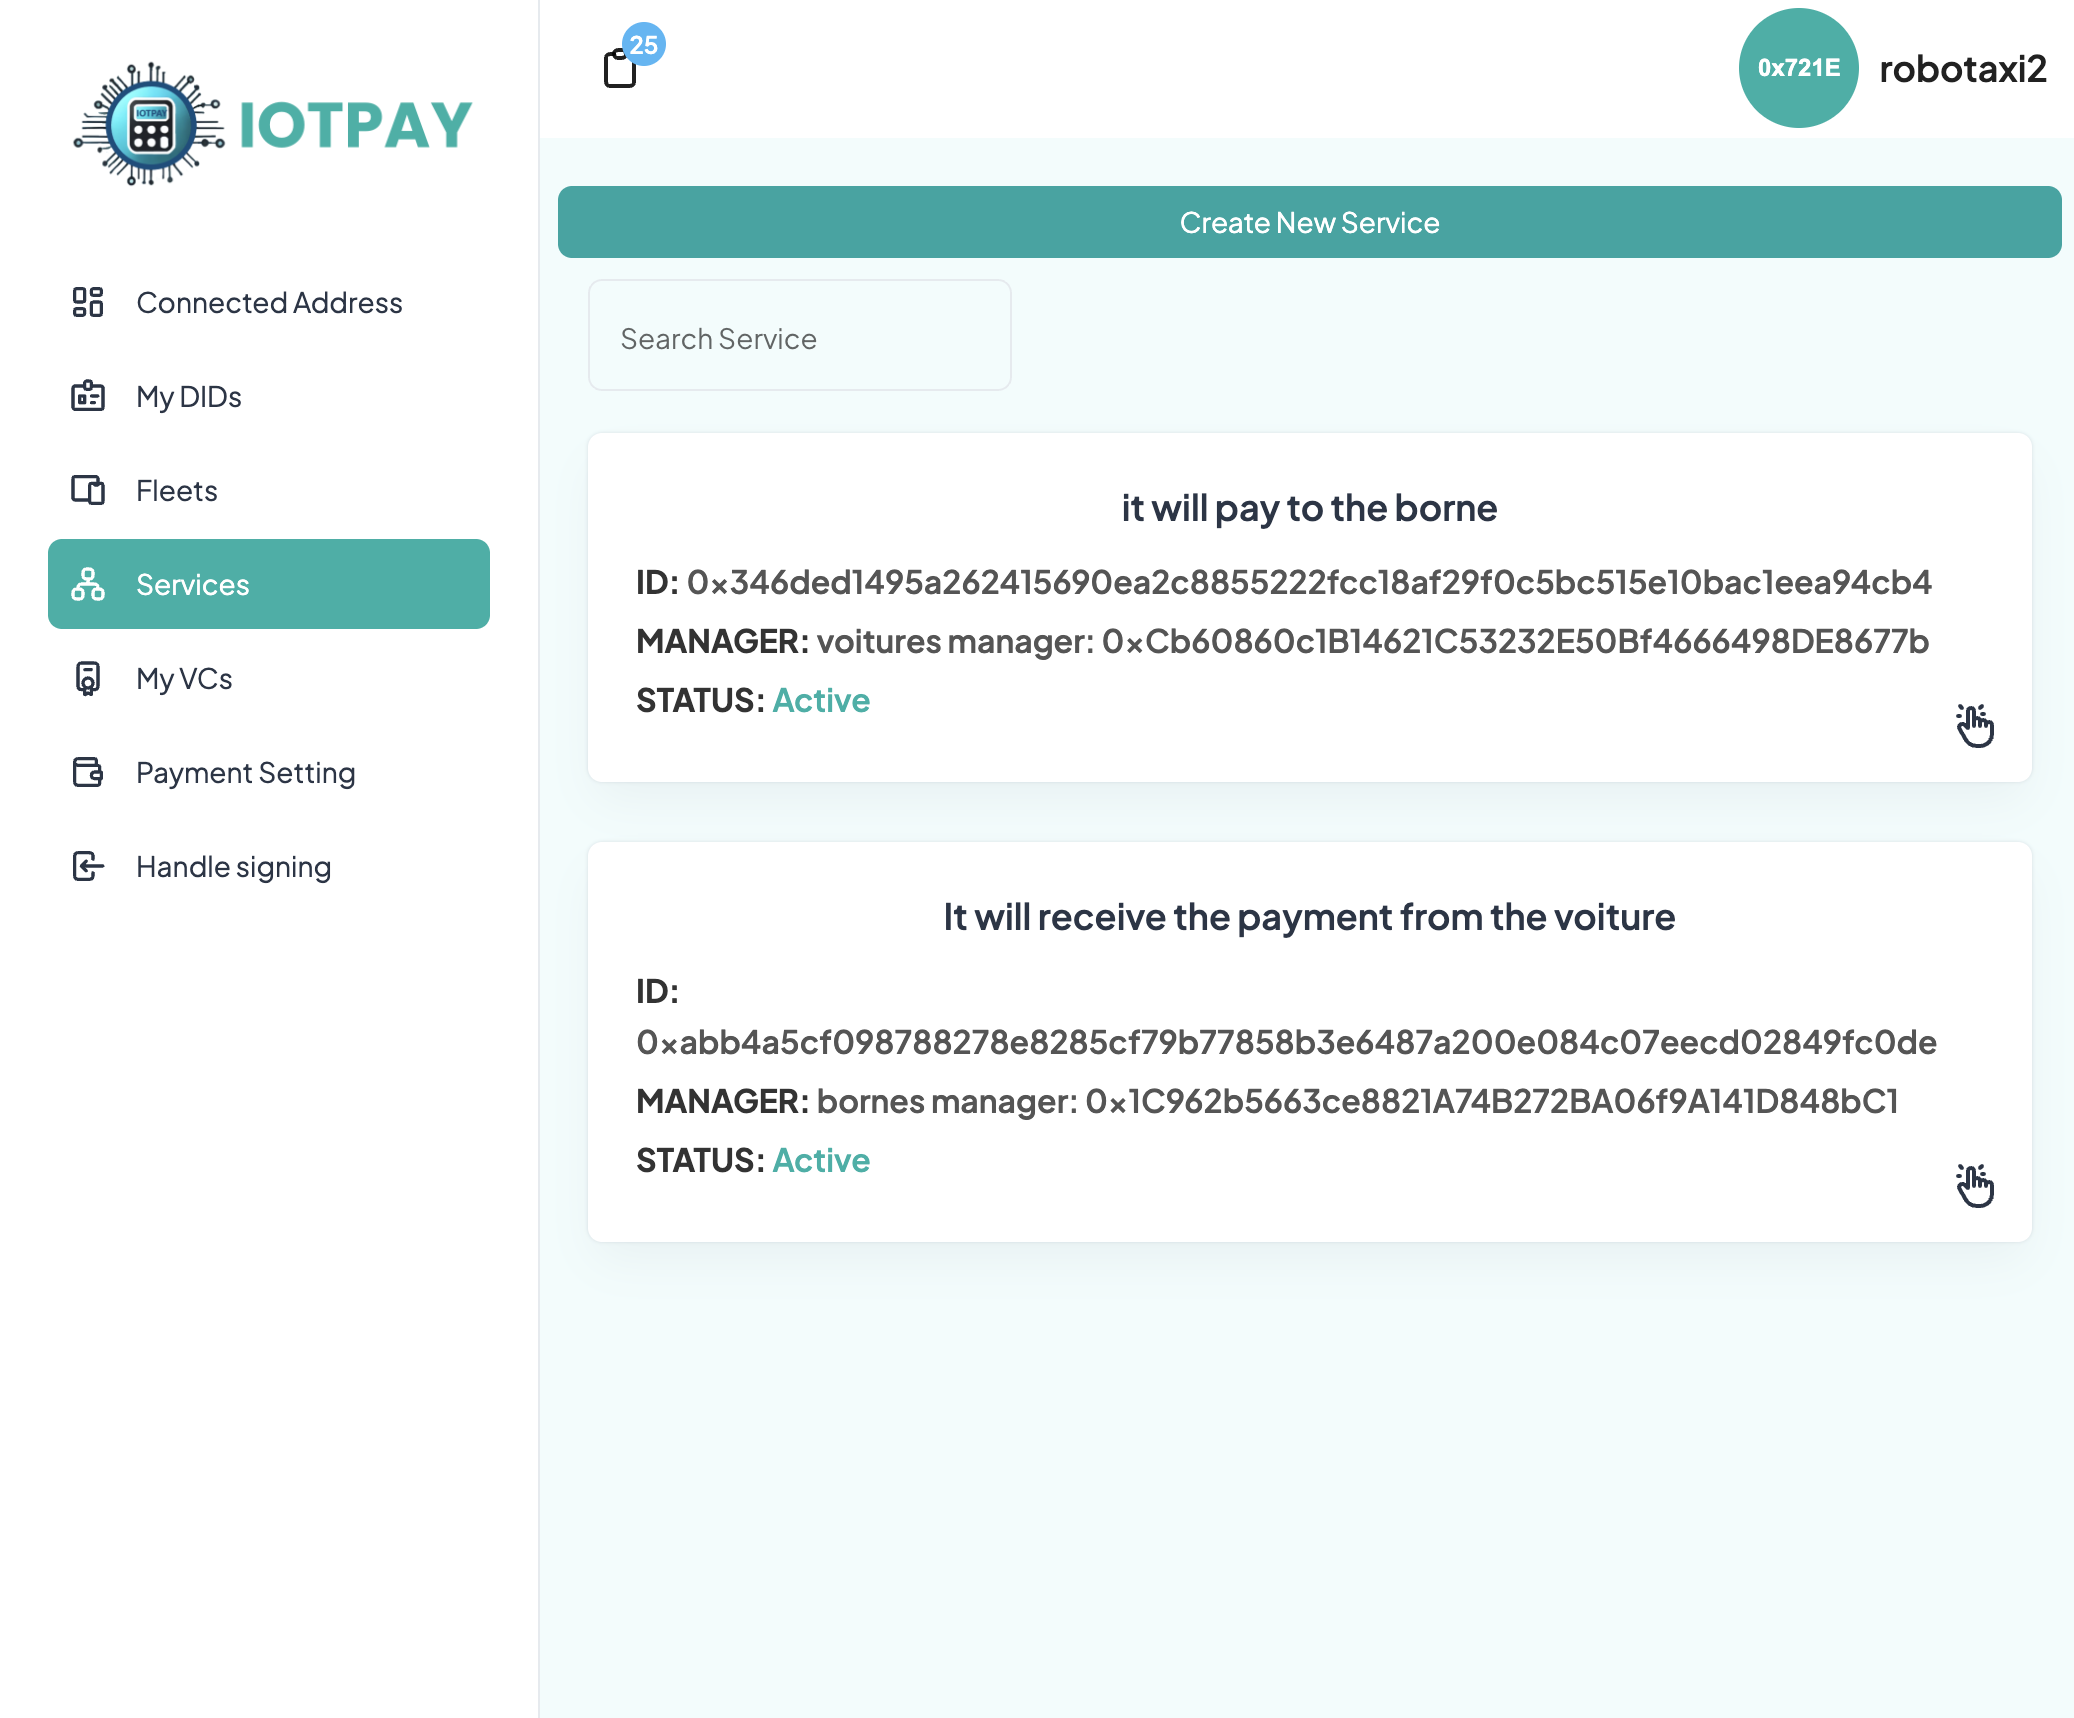 IOTPAY
IOTPAY
25
0x721E
robotaxi2
Connected Address
My DIDs
Fleets
Services
My VCs
Payment Setting
Handle signing
Create New Service
Search Service
it will pay to the borne
ID: 0x346ded1495a262415690ea2c8855222fcc18af29f0c5bc515e10bac1eea94cb4
MANAGER: voitures manager: 0xCb60860c1B14621C53232E50Bf4666498DE8677b
STATUS: Active
It will receive the payment from the voiture
ID:
0xabb4a5cf098788278e8285cf79b77858b3e6487a200e084c07eecd02849fc0de
MANAGER: bornes manager: 0x1C962b5663ce8821A74B272BA06f9A141D848bC1
STATUS: Active